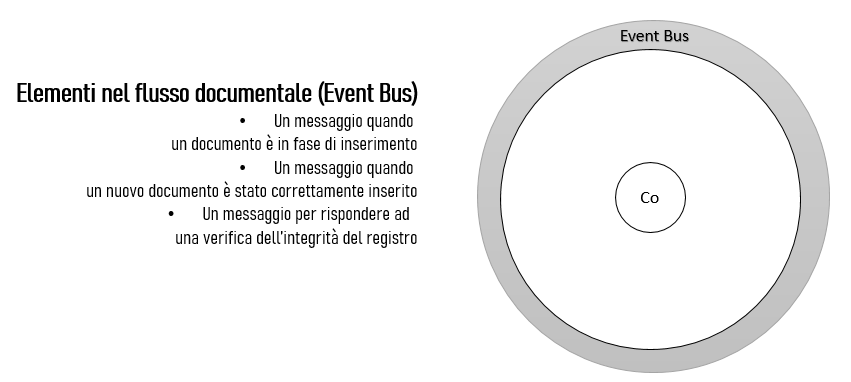 Elementi nel flusso documentale (Event Bus)
• Un messaggio quando
un documento è in fase di inserimento
• Un messaggio quando
un nuovo documento è stato correttamente inserito
• Un messaggio per rispondere ad
una verifica dell'integrità del registro
Event Bus
Co